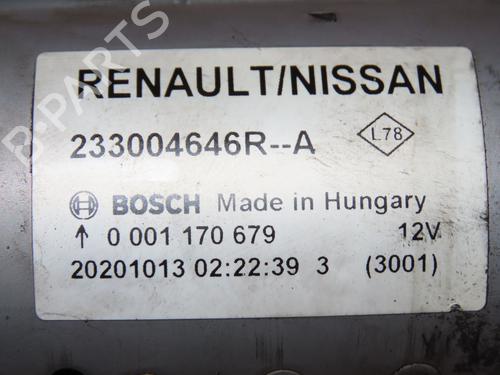 RENAULT/NISSAN
233004646R--A
L78
BOSCH Made in Hungary
↑ 0 001 170 679 12V
20201013 02:22:39 3 (3001)
B-PARTS